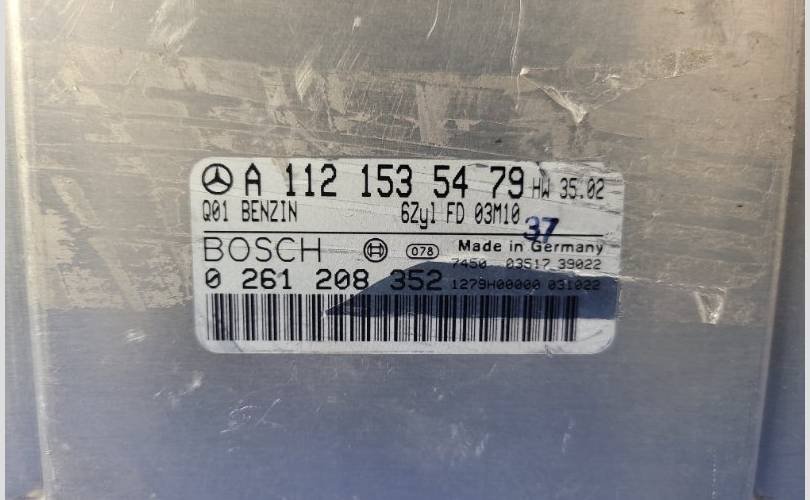 A 112 153 54 79 HW 35.02
Q01 BENZIN 6Zyl FD 03M10
37
BOSCH 078 Made in Germany
7450 03517 39022
0 261 208 352 1279H00000 031022